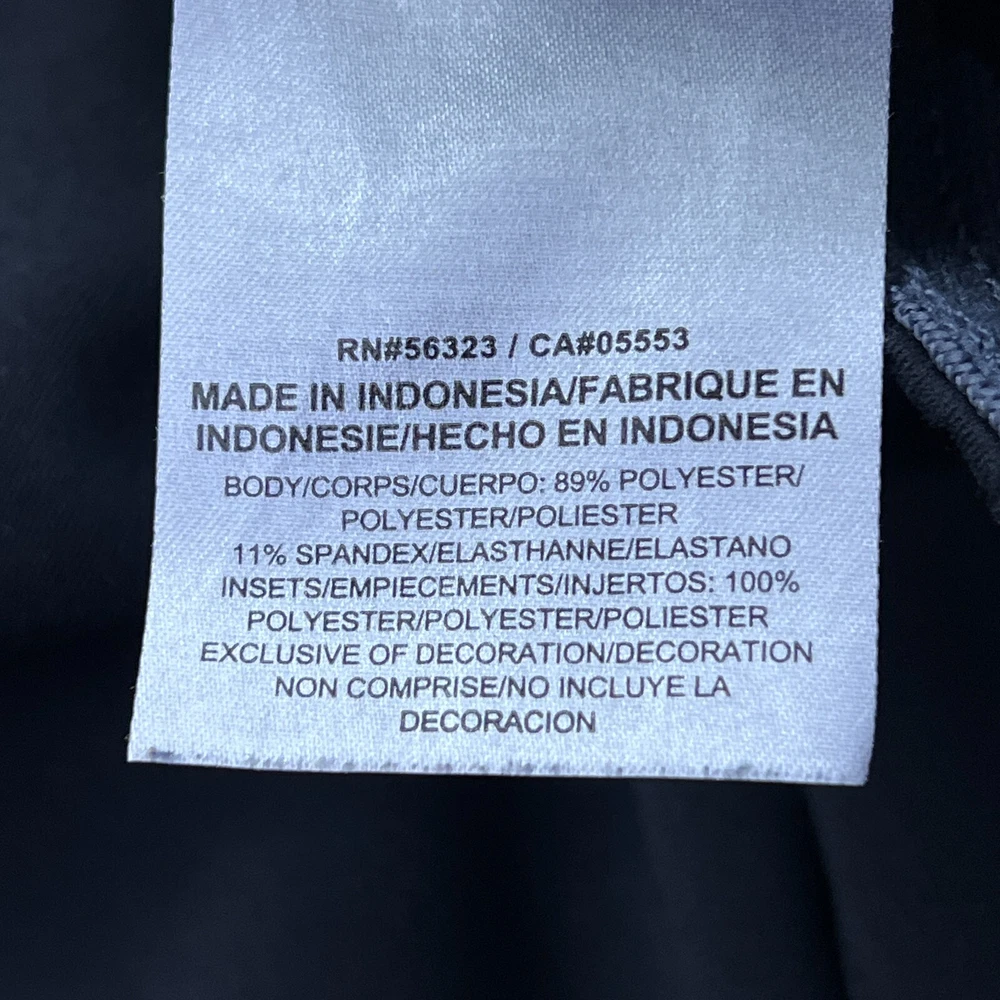 RN#56323 / CA#05553
MADE IN INDONESIA/FABRIQUE EN
INDONESIE/HECHO EN INDONESIA
BODY/CORPS/CUERPO: 89% POLYESTER/
POLYESTER/POLIESTER
11% SPANDEX/ELASTHANNE/ELASTANO
INSETS/EMPIECEMENTS/INJERTOS: 100%
POLYESTER/POLYESTER/POLIESTER
EXCLUSIVE OF DECORATION/DECORATION
NON COMPRISE/NO INCLUYE LA
DECORACION